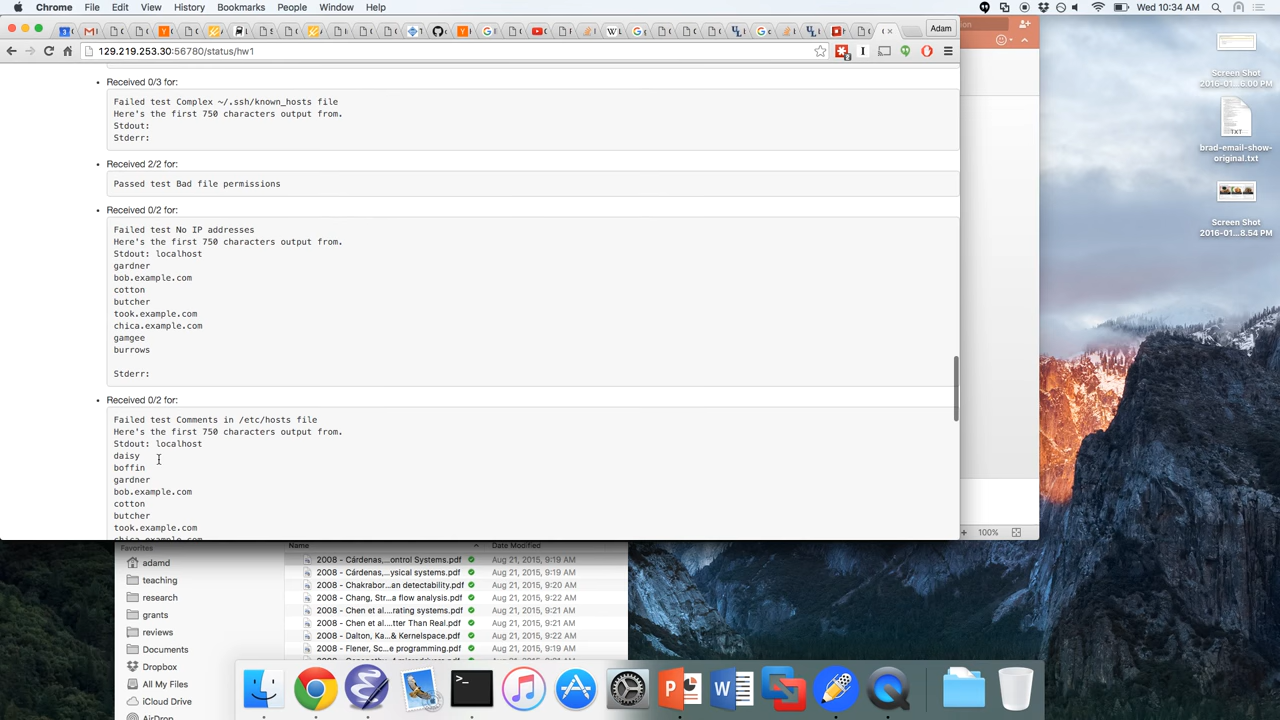 Chrome File Edit View History Bookmarks People Window Help
Wed 10:34 AM
Adam
129.219.253.30:56780/status/hw1
Received 0/3 for:
Failed test Complex ~/.ssh/known_hosts file
Here's the first 750 characters output from.
Stdout:
Stderr:
Received 2/2 for:
Passed test Bad file permissions
Received 0/2 for:
Failed test No IP addresses
Here's the first 750 characters output from.
Stdout: localhost
gardner
bob.example.com
cotton
butcher
took.example.com
chica.example.com
gamgee
burrows
Stderr:
Received 0/2 for:
Failed test Comments in /etc/hosts file
Here's the first 750 characters output from.
Stdout: localhost
daisy
boffin
gardner
bob.example.com
cotton
butcher
took.example.com
chica.example.com
Screen Shot
2016-01...6.00 PM
TXT
brad-email-show-
original.txt
Screen Shot
2016-01...8.54 PM
100%
Favorites
adamd
teaching
research
grants
reviews
Documents
Dropbox
All My Files
iCloud Drive
AirDrop
Name Date Modified
2008 - Cárdenas,...ontrol Systems.pdf Aug 21, 2015, 9:19 AM
2008 - Cárdenas,...ysical systems.pdf Aug 21, 2015, 9:19 AM
2008 - Chakrabor...an detectability.pdf Aug 21, 2015, 9:20 AM
2008 - Chang, Str...a flow analysis.pdf Aug 21, 2015, 9:22 AM
2008 - Chen et al....rating systems.pdf Aug 21, 2015, 9:21 AM
2008 - Chen et al....tter Than Real.pdf Aug 21, 2015, 9:21 AM
2008 - Dalton, Ka...& Kernelspace.pdf Aug 21, 2015, 9:22 AM
2008 - Flener, Sc...e programming.pdf Aug 21, 2015, 9:19 AM